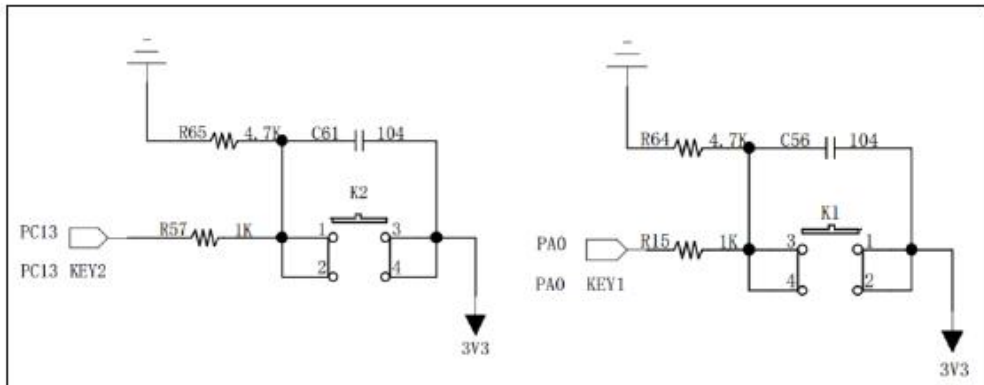 R65 4.7K C61 104
K2
PC13 R57 1K 1 3
PC13 KEY2 2 4
3V3
R64 4.7K C56 104
K1
PA0 R15 1K 3 1
PA0 KEY1 4 2
3V3